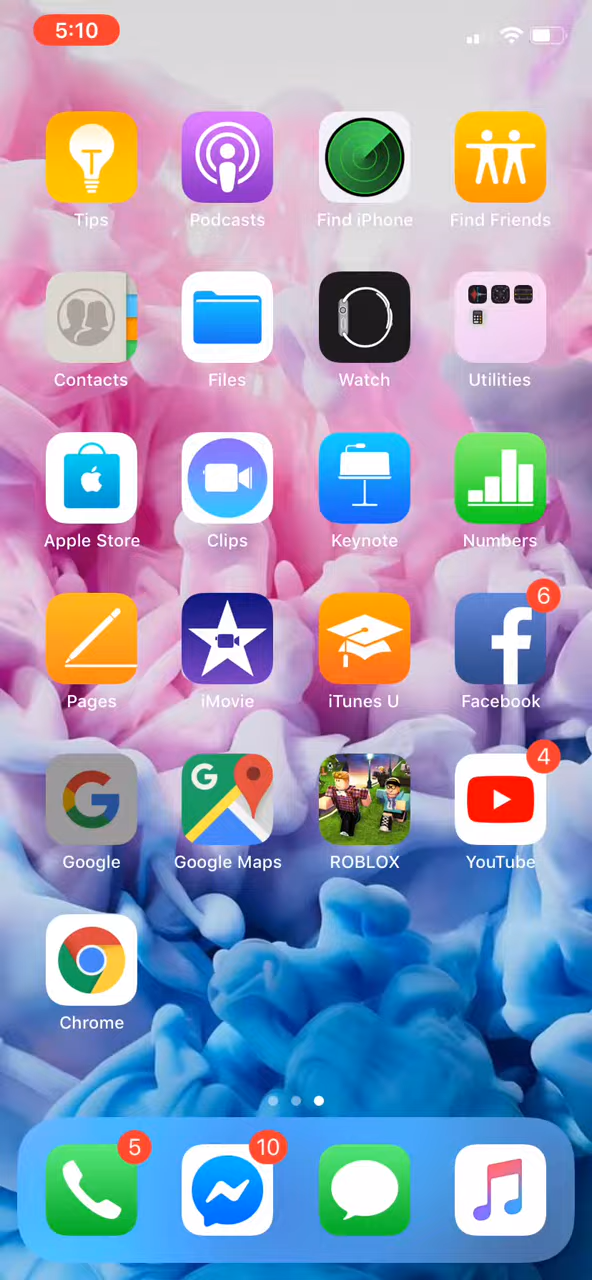 5:10
Tips Podcasts Find iPhone Find Friends
Contacts Files Watch Utilities
Apple Store Clips Keynote Numbers
6
Pages iMovie iTunes U Facebook
4
Google Google Maps ROBLOX YouTube
Chrome
5 10